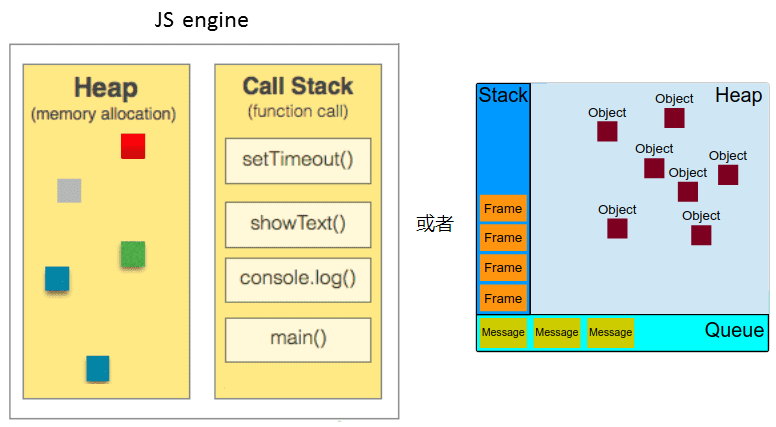 JS engine
Heap
(memory allocation)
Call Stack
(function call)
setTimeout()
showText()
console.log()
main()
或者
Stack
Heap
Object
Object
Object
Object
Object
Object
Object
Frame
Frame
Frame
Frame
Message Message Message
Queue